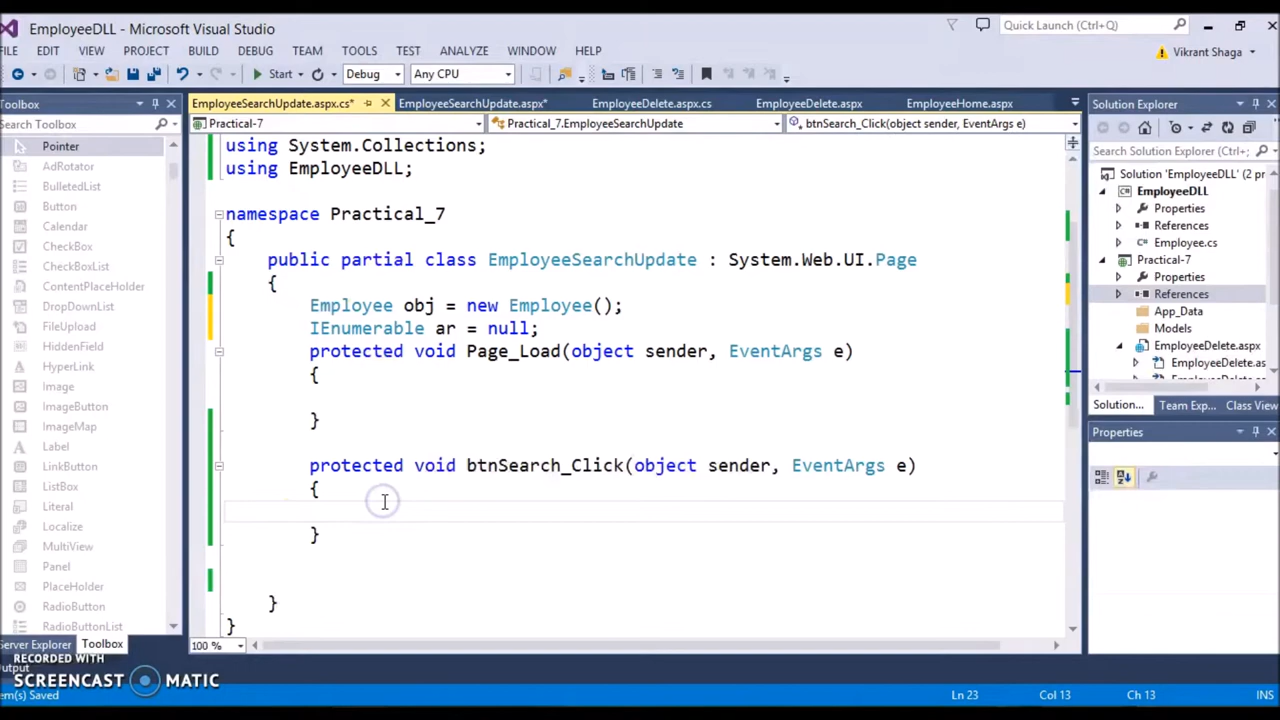 EmployeeDLL - Microsoft Visual Studio
Quick Launch (Ctrl+Q)
FILE EDIT VIEW PROJECT BUILD DEBUG TEAM TOOLS TEST ANALYZE WINDOW HELP
Vikrant Shaga
Start Debug Any CPU
Toolbox
EmployeeSearchUpdate.aspx.cs* EmployeeSearchUpdate.aspx* EmployeeDelete.aspx.cs EmployeeDelete.aspx EmployeeHome.aspx
Solution Explorer
Search Toolbox
Practical-7 Practical_7.EmployeeSearchUpdate btnSearch_Click(object sender, EventArgs e)
Pointer
AdRotator
BulletedList
Button
Calendar
CheckBox
CheckBoxList
ContentPlaceHolder
DropDownList
FileUpload
HiddenField
HyperLink
Image
ImageButton
ImageMap
Label
LinkButton
ListBox
Literal
Localize
MultiView
Panel
PlaceHolder
RadioButton
RadioButtonList
Server Explorer Toolbox
using System.Collections;
using EmployeeDLL;
namespace Practical_7
{
public partial class EmployeeSearchUpdate : System.Web.UI.Page
{
Employee obj = new Employee();
IEnumerable ar = null;
protected void Page_Load(object sender, EventArgs e)
{
}
protected void btnSearch_Click(object sender, EventArgs e)
{
}
}
}
100 %
Search Solution Explorer (Ctrl+;
Solution 'EmployeeDLL' (2 pr
EmployeeDLL
Properties
References
Employee.cs
Practical-7
Properties
References
App_Data
Models
EmployeeDelete.aspx
EmployeeDelete.as
Solution... Team Exp... Class View
Properties
RECORDED WITH
SCREENCAST MATIC
Output
em(s) Saved
Ln 23 Col 13 Ch 13 INS